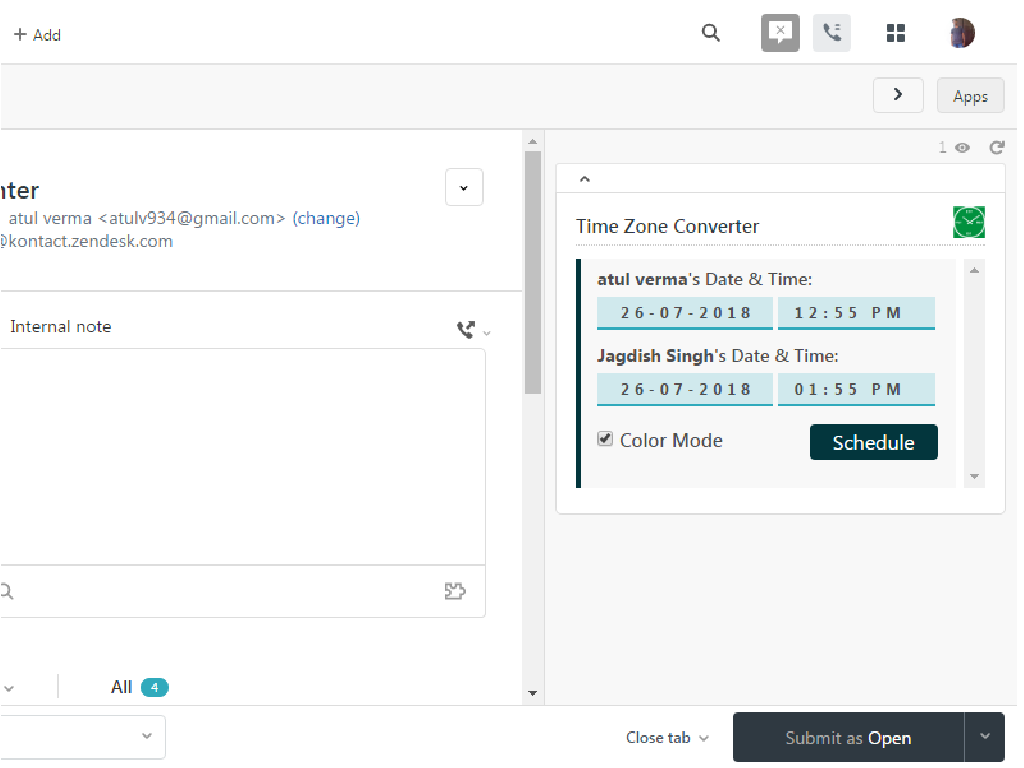 + Add
Apps
1
nter
atul verma <atulv934@gmail.com> (change)
@kontact.zendesk.com
Time Zone Converter
atul verma's Date & Time:
26-07-2018 12:55 PM
Jagdish Singh's Date & Time:
26-07-2018 01:55 PM
Color Mode
Schedule
Internal note
All 4
Close tab
Submit as Open